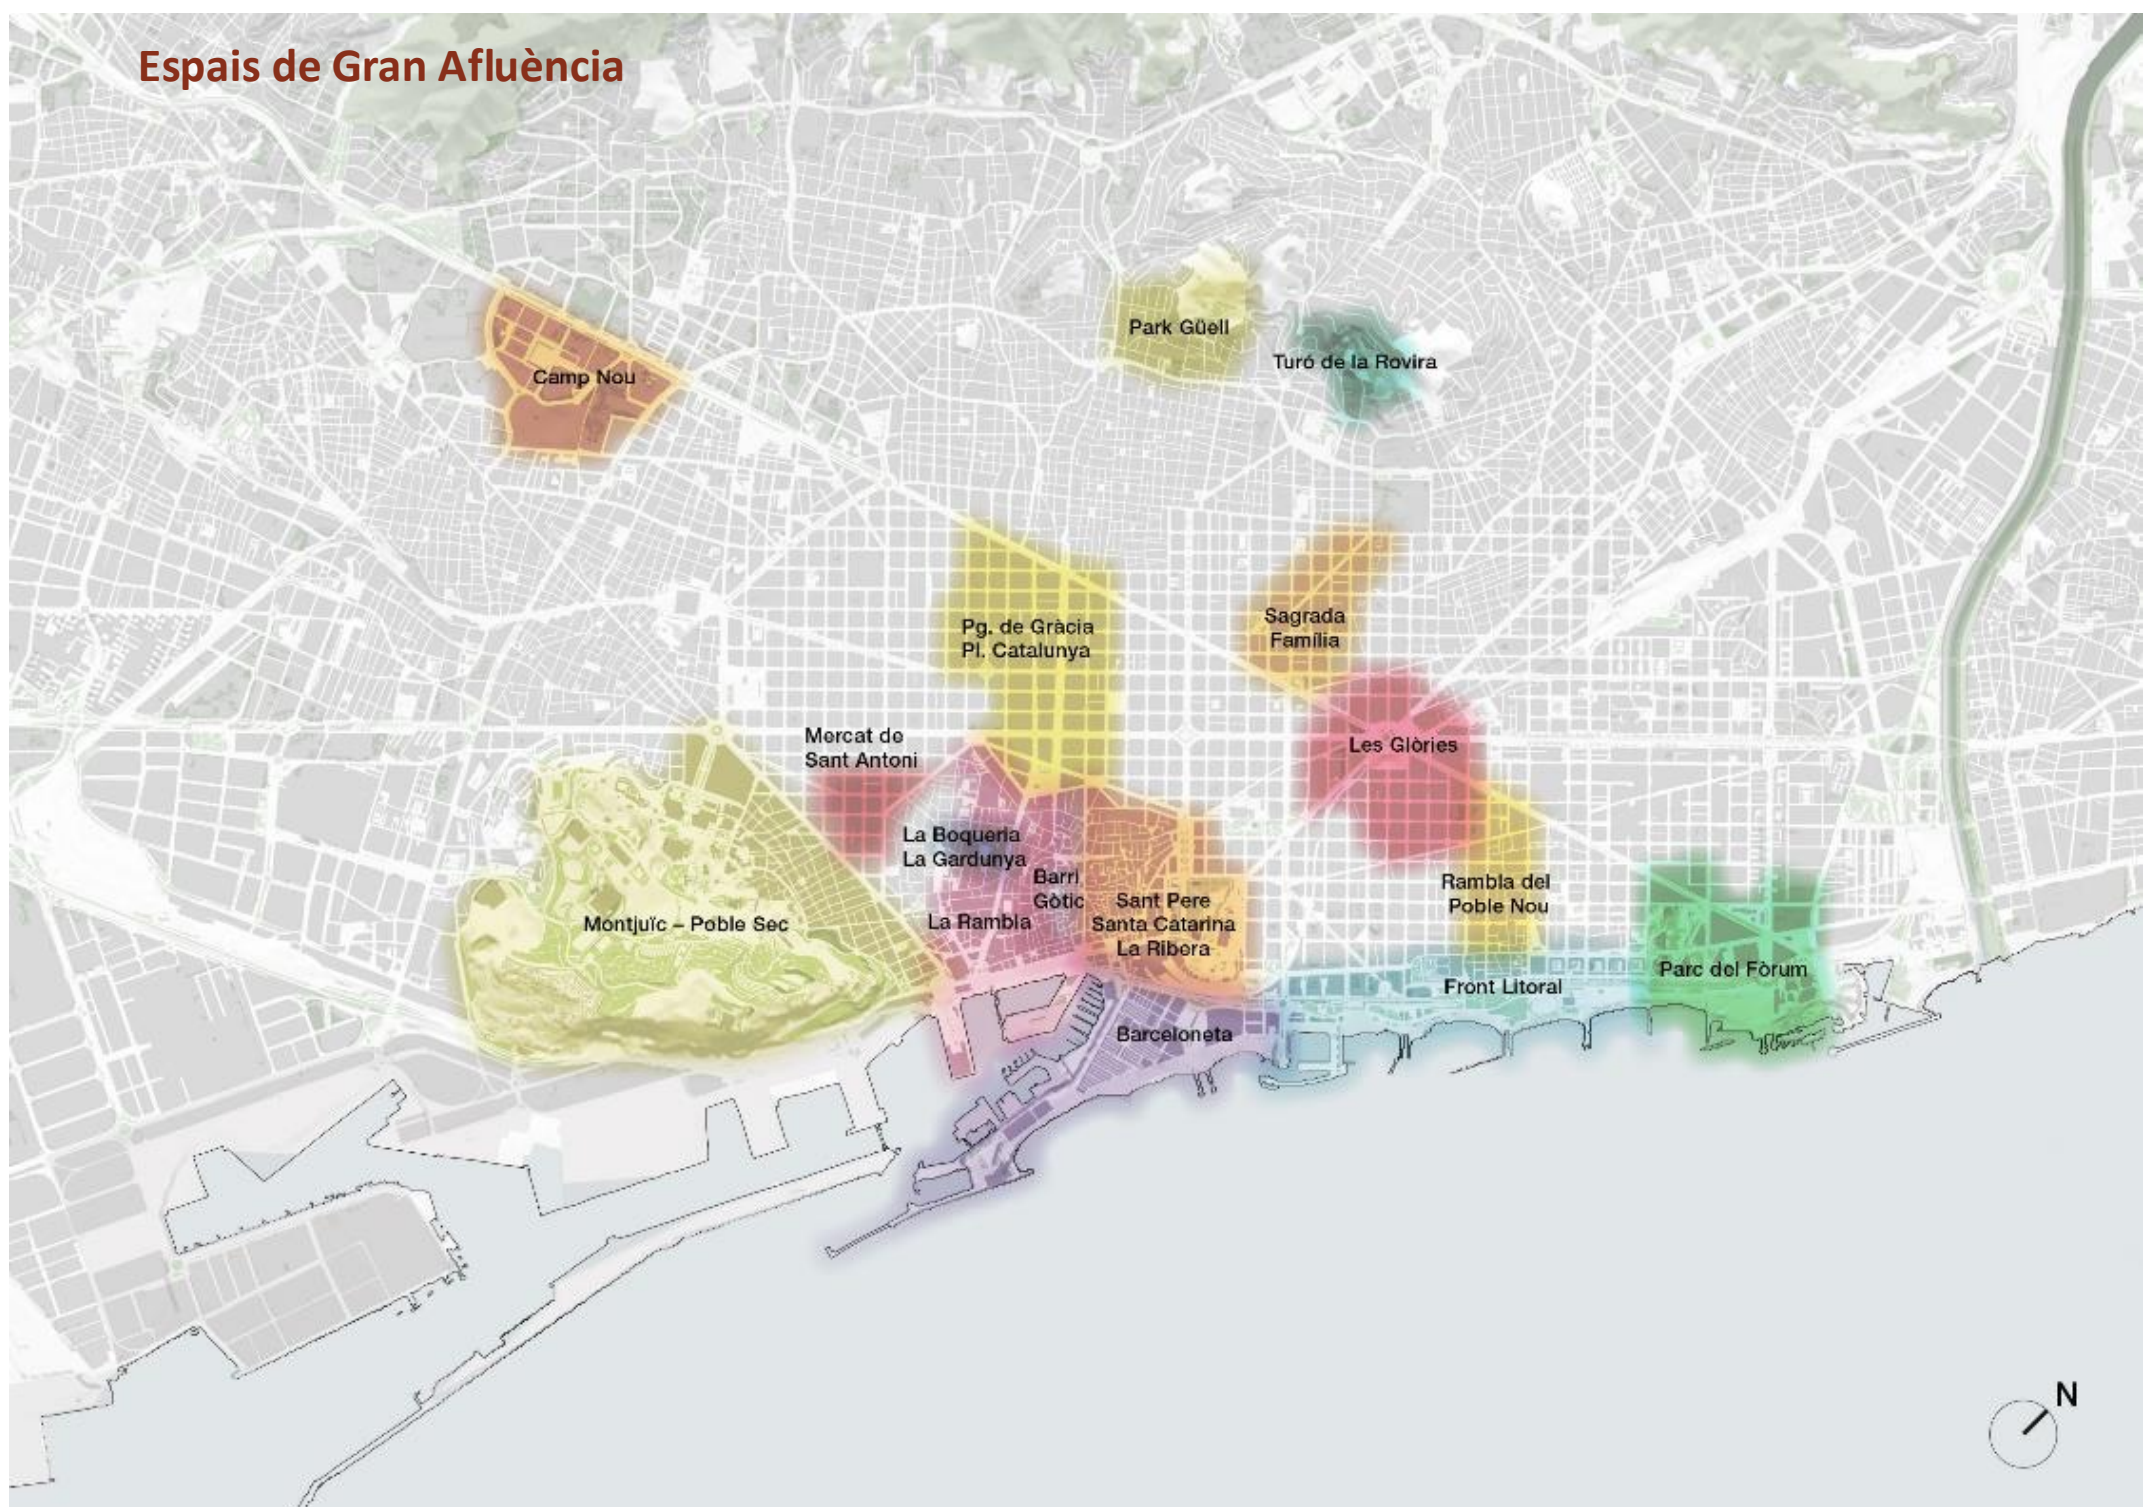 Espais de Gran Afluència
Park Güell
Turó de la Rovira
Camp Nou
Sagrada
Família
Pg. de Gràcia
Pl. Catalunya
Mercat de
Sant Antoni
Les Glòries
La Boqueria
La Gardunya
Barri
Gòtic
Sant Pere
Santa Catarina
La Ribera
La Rambla
Rambla del
Poble Nou
Montjuïc – Poble Sec
Parc del Fòrum
Front Litoral
Barceloneta
N